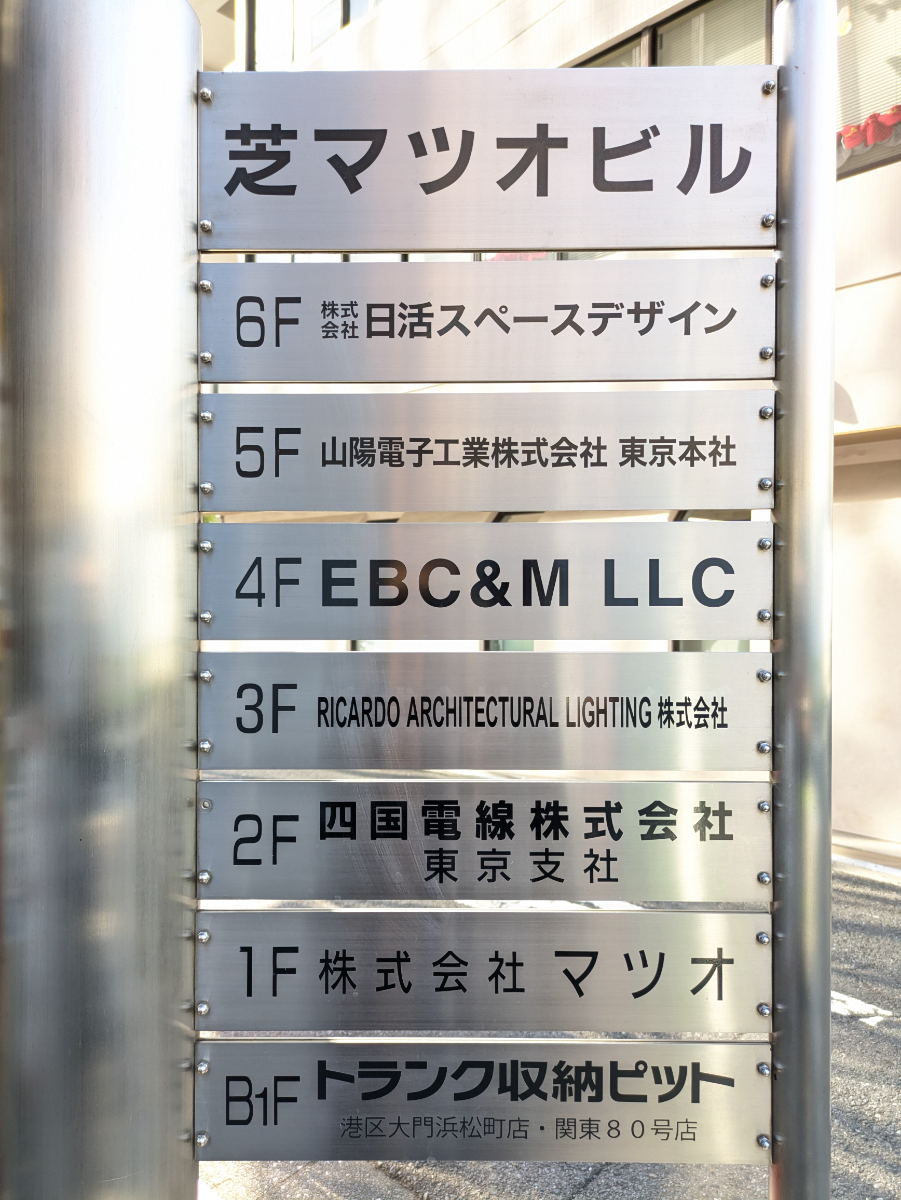 芝マツオビル
6F 株式会社日活スペースデザイン
5F 山陽電子工業株式会社 東京本社
4F EBC&M LLC
3F RICARDO ARCHITECTURAL LIGHTING 株式会社
2F 四国電線株式会社
東京支社
1F 株式会社 マツオ
B1F トランク収納ピット
港区大門浜松町店・関東80号店